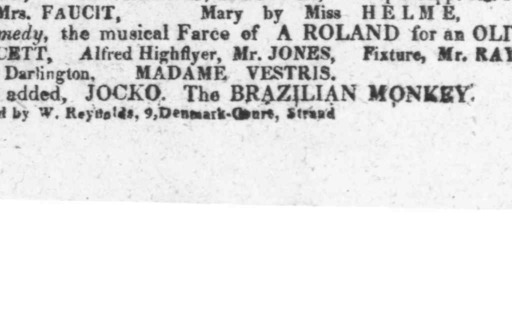 Mrs. FAUCIT, Mary by Miss HELME,
medy, the musical Farce of A ROLAND for an OLI
CETT, Alfred Highflyer, Mr. JONES, Fixture, Mr. RAY
Darlington, MADAME VESTRIS.
added, JOCKO. The BRAZILIAN MONKEY.
d by W. Reynolds, 9, Denmark-Court, Strand